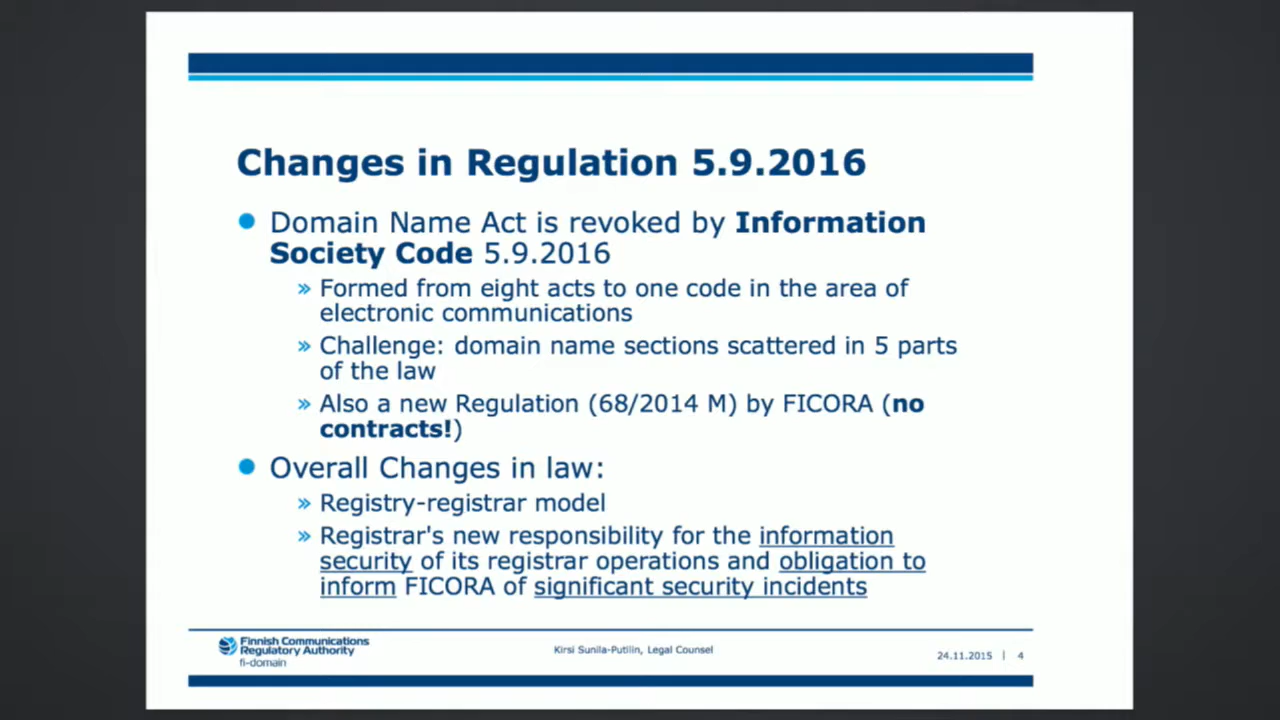 Changes in Regulation 5.9.2016
Domain Name Act is revoked by Information
Society Code 5.9.2016
» Formed from eight acts to one code in the area of
electronic communications
» Challenge: domain name sections scattered in 5 parts
of the law
» Also a new Regulation (68/2014 M) by FICORA (no
contracts!)
Overall Changes in law:
» Registry-registrar model
» Registrar's new responsibility for the information
security of its registrar operations and obligation to
inform FICORA of significant security incidents
Finnish Communications
Regulatory Authority
fi-domain
Kirsi Sunila-Putilin, Legal Counsel
24.11.2015 | 4